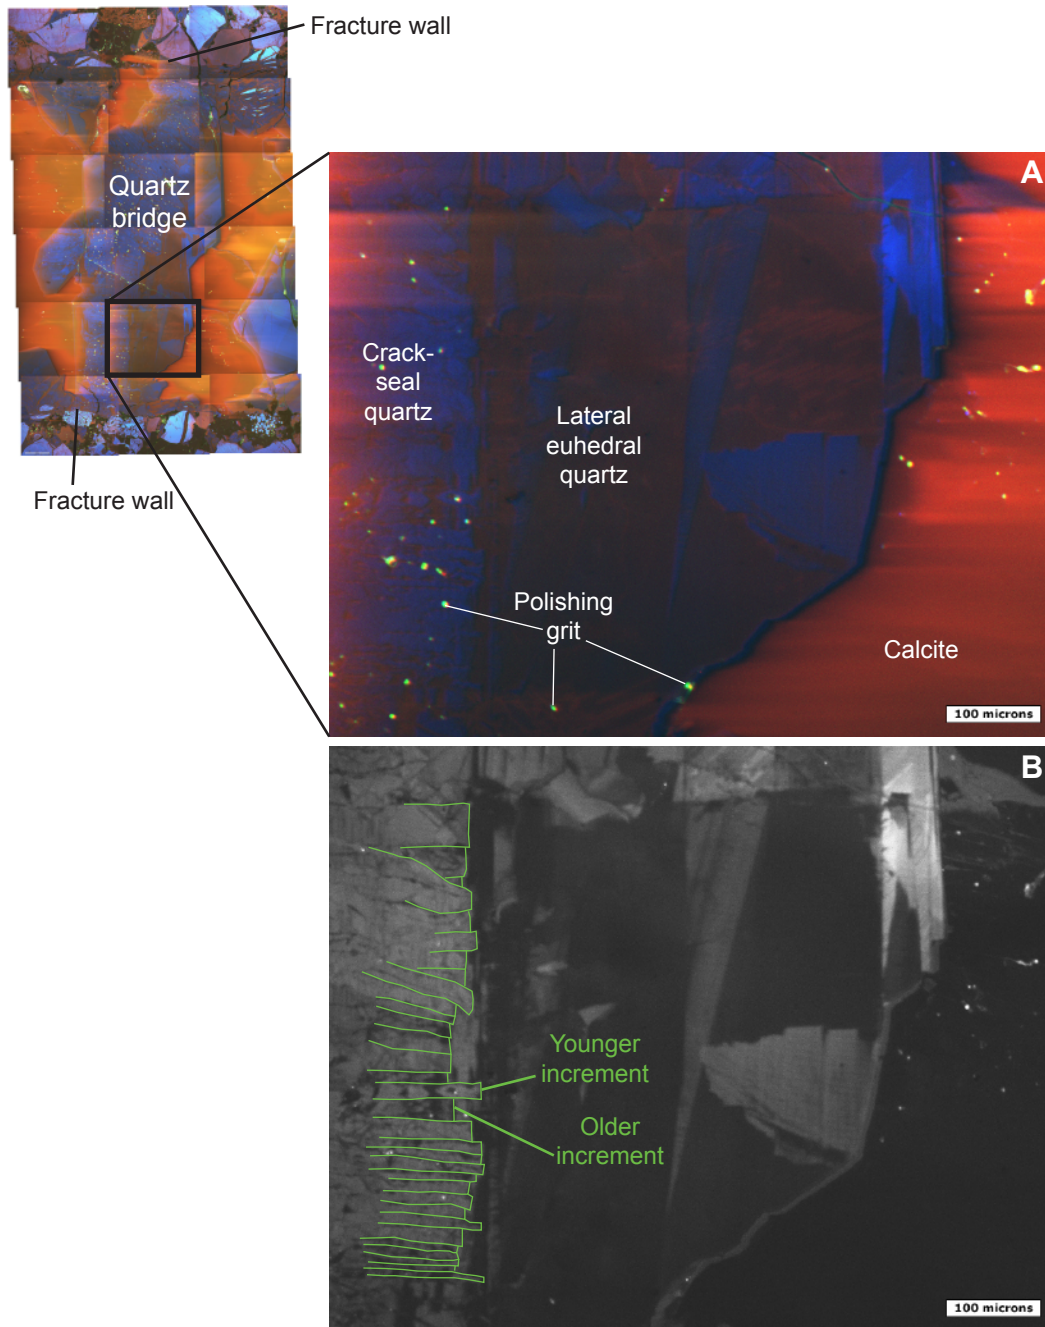 Fracture wall
Quartz
bridge
Fracture wall
A
Crack-
seal
quartz
Lateral
euhedral
quartz
Polishing
grit
Calcite
100 microns
B
Younger
increment
Older
increment
100 microns